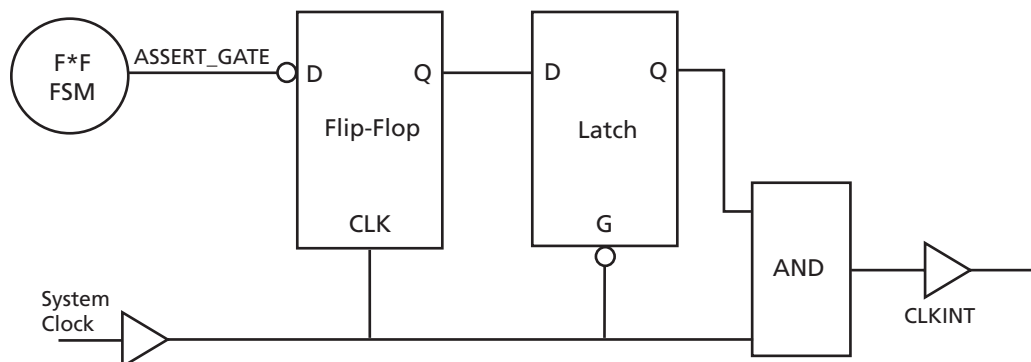 F*F
FSM
ASSERT_GATE
D
Q
Flip-Flop
CLK
D
Q
Latch
G
AND
System
Clock
CLKINT